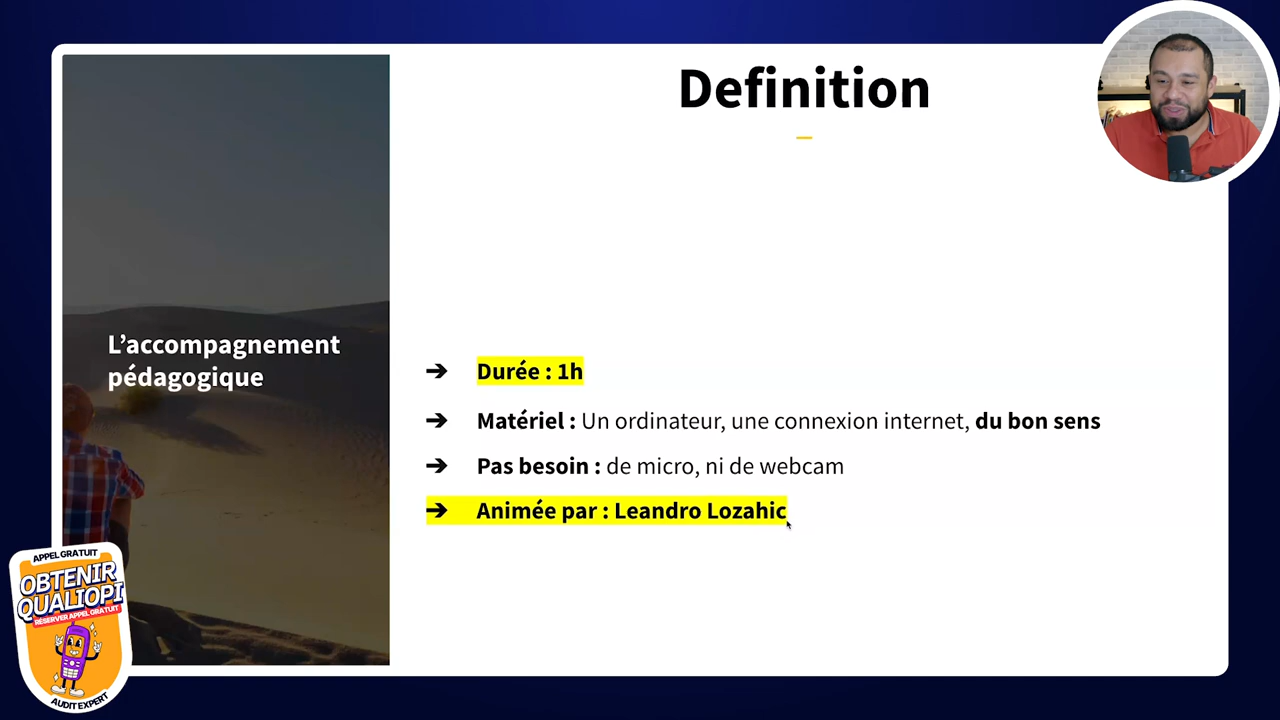 Definition
L’accompagnement
pédagogique
➔ Durée : 1h
➔ Matériel : Un ordinateur, une connexion internet, du bon sens
➔ Pas besoin : de micro, ni de webcam
➔ Animée par : Leandro Lozahic
APPEL GRATUIT
OBTENIR
QUALIOPI
RÉSERVER APPEL GRATUIT
AUDIT EXPERT